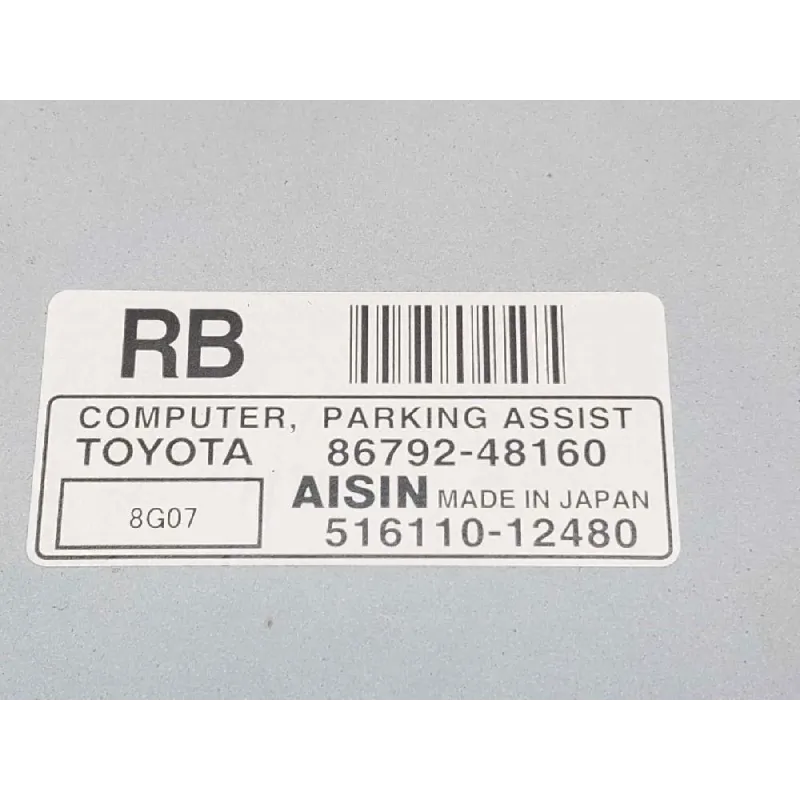 RB
COMPUTER, PARKING ASSIST
TOYOTA 86792-48160
8G07
AISIN MADE IN JAPAN
516110-12480